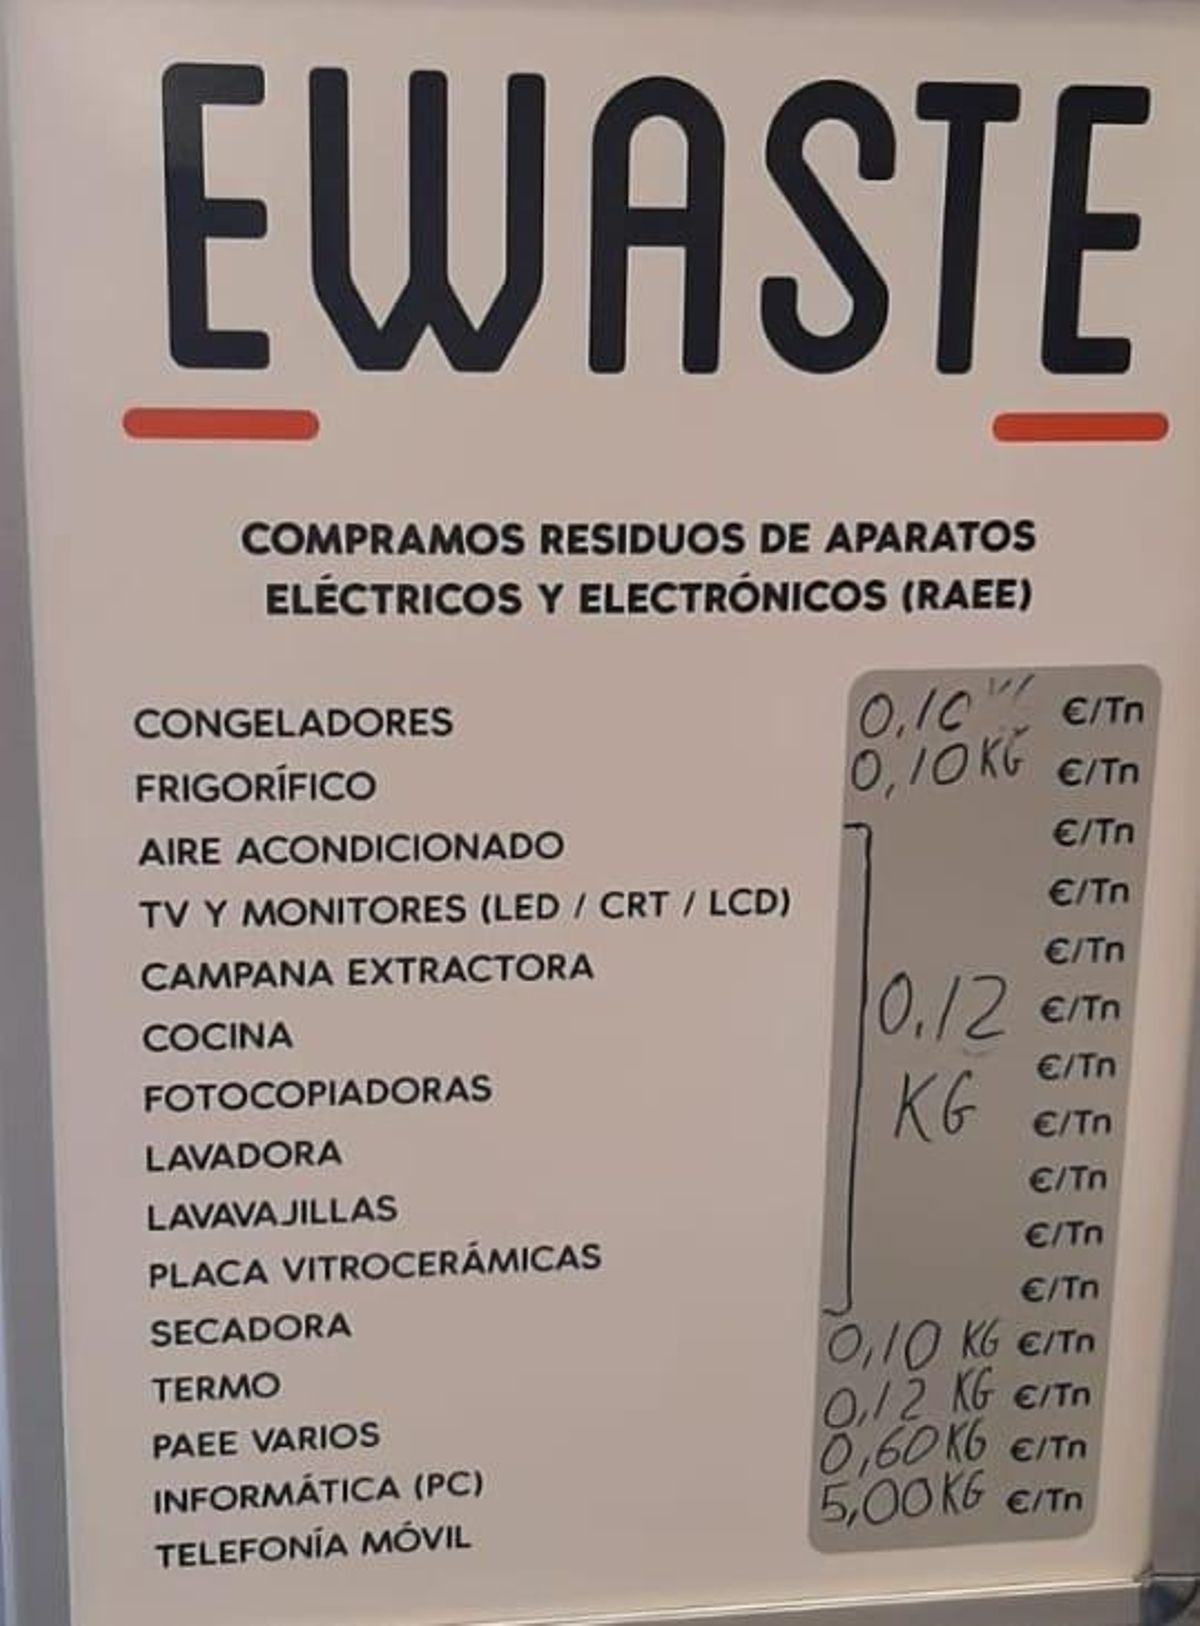 EWASTE
COMPRAMOS RESIDUOS DE APARATOS
ELÉCTRICOS Y ELECTRÓNICOS (RAEE)
CONGELADORES 0,10 €/Tn
FRIGORÍFICO 0,10 KG €/Tn
AIRE ACONDICIONADO €/Tn
TV Y MONITORES (LED / CRT / LCD) €/Tn
CAMPANA EXTRACTORA €/Tn
COCINA 0,12 €/Tn
FOTOCOPIADORAS €/Tn
LAVADORA KG €/Tn
LAVAVAJILLAS €/Tn
PLACA VITROCERÁMICAS €/Tn
SECADORA €/Tn
TERMO 0,10 KG €/Tn
PAEE VARIOS 0,12 KG €/Tn
INFORMÁTICA (PC) 0,60 KG €/Tn
TELEFONÍA MÓVIL 5,00 KG €/Tn